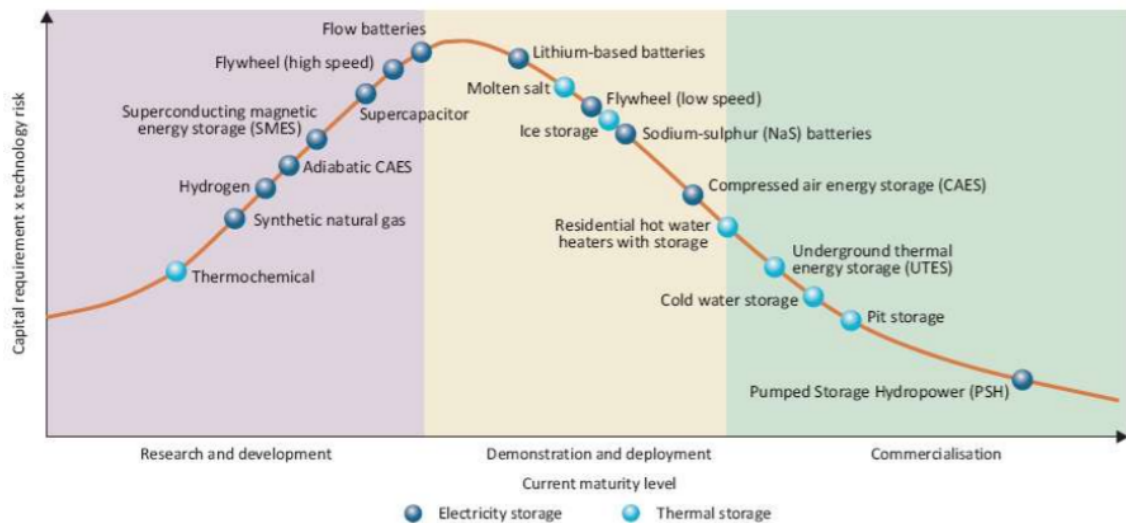 Capital requirement x technology risk
Flow batteries
Flywheel (high speed)
Supercapacitor
Superconducting magnetic
energy storage (SMES)
Adiabatic CAES
Hydrogen
Synthetic natural gas
Thermochemical
Lithium-based batteries
Molten salt
Flywheel (low speed)
Ice storage
Sodium-sulphur (NaS) batteries
Compressed air energy storage (CAES)
Residential hot water
heaters with storage
Underground thermal
energy storage (UTES)
Cold water storage
Pit storage
Pumped Storage Hydropower (PSH)
Research and development
Demonstration and deployment
Commercialisation
Current maturity level
Electricity storage
Thermal storage